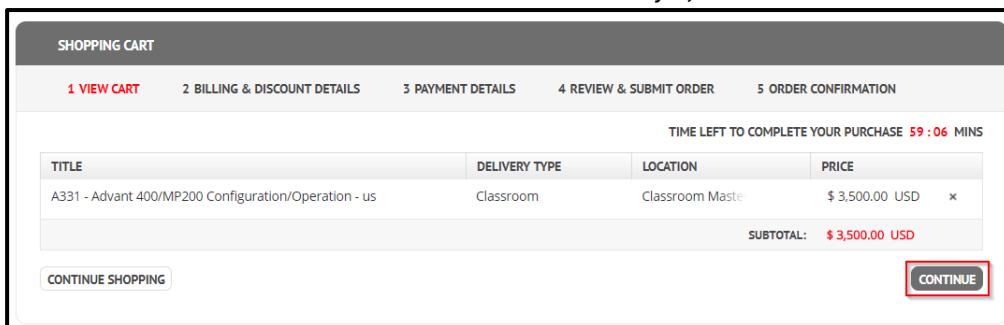 SHOPPING CART
1 VIEW CART 2 BILLING & DISCOUNT DETAILS 3 PAYMENT DETAILS 4 REVIEW & SUBMIT ORDER 5 ORDER CONFIRMATION
TIME LEFT TO COMPLETE YOUR PURCHASE 59 : 06 MINS
TITLE DELIVERY TYPE LOCATION PRICE
A331 - Advant 400/MP200 Configuration/Operation - us Classroom Classroom Maste $ 3,500.00 USD ×
SUBTOTAL: $ 3,500.00 USD
CONTINUE SHOPPING CONTINUE